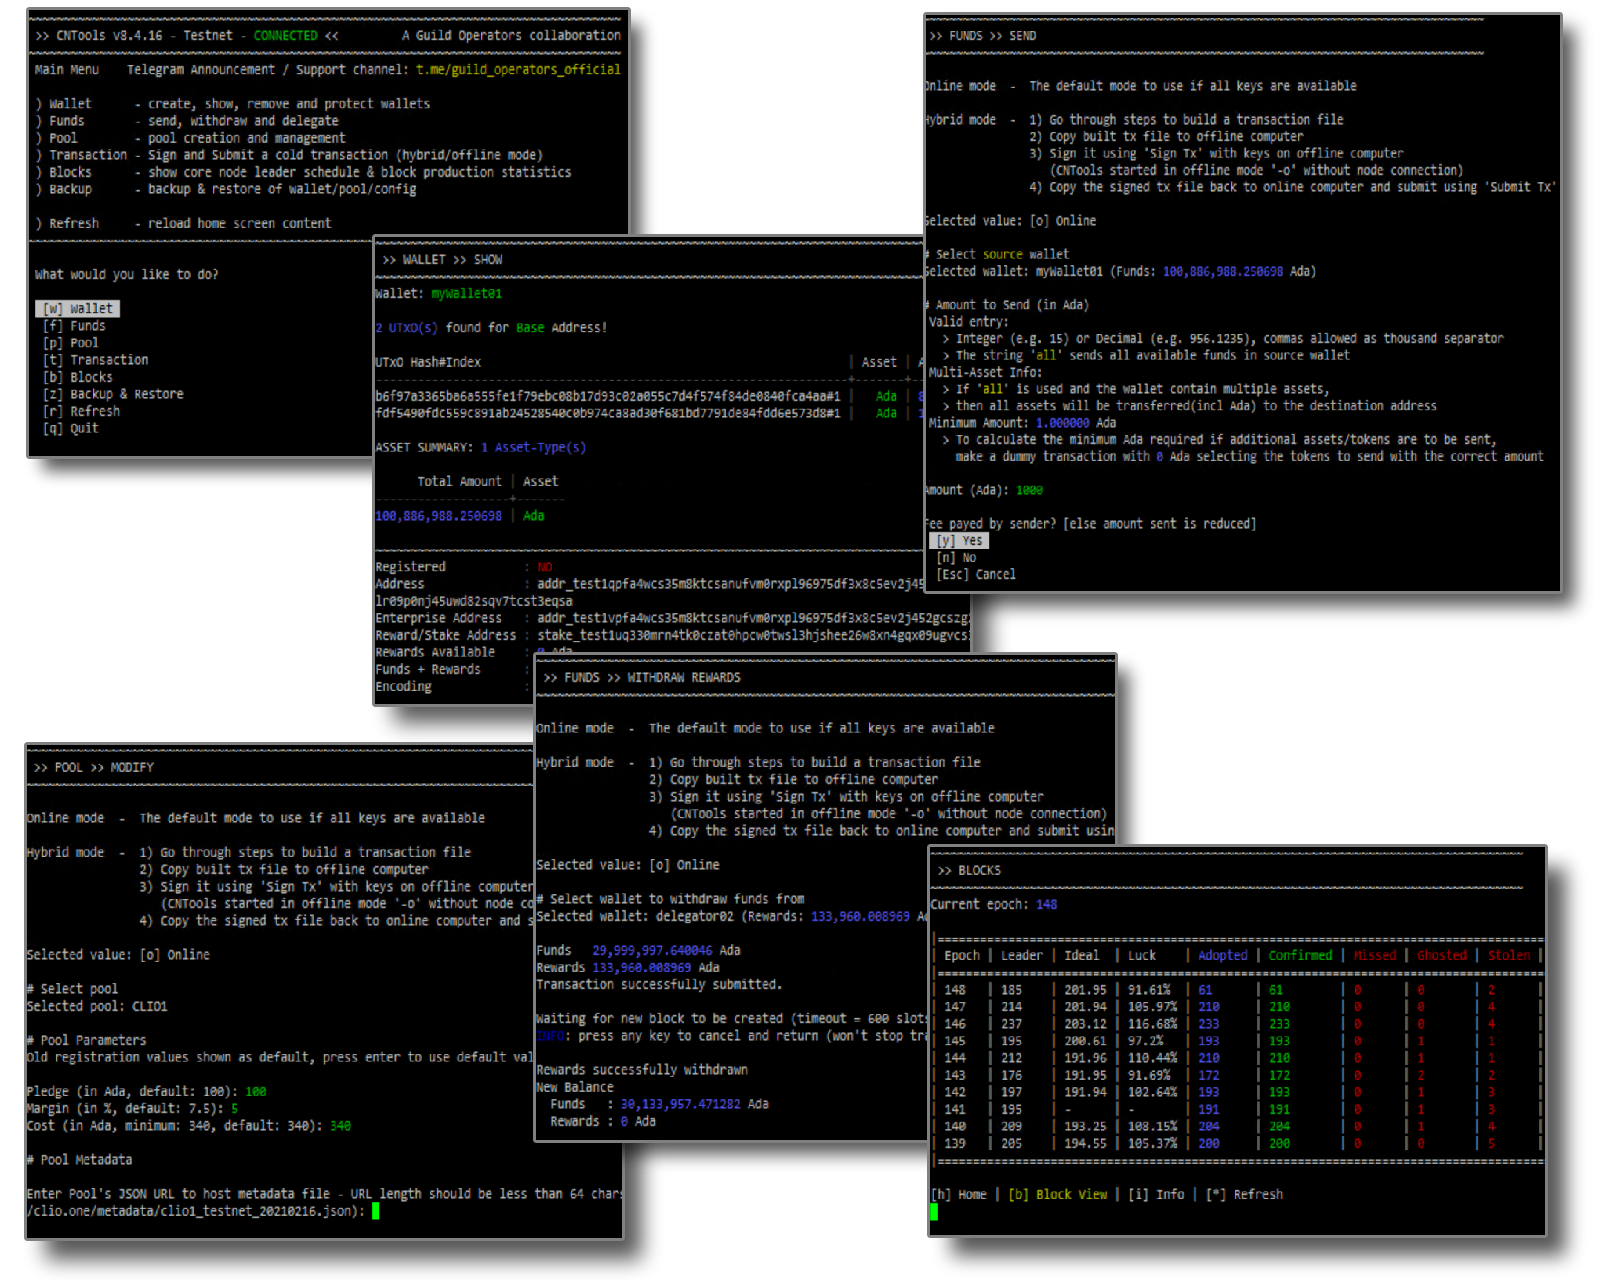 >> CNTools v8.4.16 - Testnet - CONNECTED <<         A Guild Operators collaboration
Main Menu    Telegram Announcement / Support channel: t.me/guild_operators_official
) Wallet      - create, show, remove and protect wallets
) Funds       - send, withdraw and delegate
) Pool        - pool creation and management
) Transaction - Sign and Submit a cold transaction (hybrid/offline mode)
) Blocks      - show core node leader schedule & block production statistics
) Backup      - backup & restore of wallet/pool/config
) Refresh     - reload home screen content
What would you like to do?
[w] Wallet
[f] Funds
[p] Pool
[t] Transaction
[b] Blocks
[z] Backup & Restore
[r] Refresh
[q] Quit
>> WALLET >> SHOW
Wallet: myWallet01
2 UTxO(s) found for Base Address!
UTxO Hash#Index | Asset |
b6f97a3365ba6a555fe1f79ebc08b17d93c02a055c7d4f574f84de0840fca4aa#1 | Ada | 8
fdf5490fdc559c891ab24528540c0b974ca8ad30f681bd7791de84fdd6e573d8#1 | Ada | 1
ASSET SUMMARY: 1 Asset-Type(s)
Total Amount | Asset
100,886,988.250698 | Ada
Registered : NO
Address : addr_test1qpfa4wcs35m8ktcsanufvm0rxpl96975df3x8c5ev2j45
lr09p0nj45uwd82sqv7tcst3eqsa
Enterprise Address : addr_test1vpfa4wcs35m8ktcsanufvm0rxpl96975df3x8c5ev2j452gcszg
Reward/Stake Address : stake_test1uq330mrn4tk0czat0hpcw0twsl3hjshee26w8xn4gqx09ugvcs
Rewards Available : 0 Ada
Funds + Rewards :
Encoding :
>> FUNDS >> SEND
Online mode  -  The default mode to use if all keys are available
Hybrid mode  -  1) Go through steps to build a transaction file
2) Copy built tx file to offline computer
3) Sign it using 'Sign Tx' with keys on offline computer
(CNTools started in offline mode '-o' without node connection)
4) Copy the signed tx file back to online computer and submit using 'Submit Tx'
Selected value: [o] Online
# Select source wallet
Selected wallet: myWallet01 (Funds: 100,886,988.250698 Ada)
# Amount to Send (in Ada)
Valid entry:
> Integer (e.g. 15) or Decimal (e.g. 956.1235), commas allowed as thousand separator
> The string 'all' sends all available funds in source wallet
Multi-Asset Info:
> If 'all' is used and the wallet contain multiple assets,
> then all assets will be transferred(incl Ada) to the destination address
Minimum Amount: 1.000000 Ada
> To calculate the minimum Ada required if additional assets/tokens are to be sent,
make a dummy transaction with 0 Ada selecting the tokens to send with the correct amount
Amount (Ada): 1000
Fee payed by sender? [else amount sent is reduced]
[y] Yes
[n] No
[Esc] Cancel
>> FUNDS >> WITHDRAW REWARDS
Online mode  -  The default mode to use if all keys are available
Hybrid mode  -  1) Go through steps to build a transaction file
2) Copy built tx file to offline computer
3) Sign it using 'Sign Tx' with keys on offline computer
(CNTools started in offline mode '-o' without node connection)
4) Copy the signed tx file back to online computer and submit usin
Selected value: [o] Online
# Select wallet to withdraw funds from
Selected wallet: delegator02 (Rewards: 133,960.008969 A
Funds   29,999,997.640046 Ada
Rewards 133,960.008969 Ada
Transaction successfully submitted.
Waiting for new block to be created (timeout = 600 slots
INFO: press any key to cancel and return (won't stop tr
Rewards successfully withdrawn
New Balance
Funds   : 30,133,957.471282 Ada
Rewards : 0 Ada
>> POOL >> MODIFY
Online mode  -  The default mode to use if all keys are available
Hybrid mode  -  1) Go through steps to build a transaction file
2) Copy built tx file to offline computer
3) Sign it using 'Sign Tx' with keys on offline computer
(CNTools started in offline mode '-o' without node co
4) Copy the signed tx file back to online computer and s
Selected value: [o] Online
# Select pool
Selected pool: CLIO1
# Pool Parameters
Old registration values shown as default, press enter to use default val
Pledge (in Ada, default: 100): 100
Margin (in %, default: 7.5): 5
Cost (in Ada, minimum: 340, default: 340): 340
# Pool Metadata
Enter Pool's JSON URL to host metadata file - URL length should be less than 64 chars
/clio.one/metadata/clio1_testnet_20210216.json):
>> BLOCKS
Current epoch: 148
| Epoch | Leader | Ideal | Luck | Adopted | Confirmed | Missed | Ghosted | Stolen |
| 148 | 185 | 201.95 | 91.61% | 61 | 61 | 0 | 0 | 2 |
| 147 | 214 | 201.94 | 105.97% | 210 | 210 | 0 | 0 | 4 |
| 146 | 237 | 203.12 | 116.68% | 233 | 233 | 0 | 0 | 4 |
| 145 | 195 | 200.61 | 97.2% | 193 | 193 | 0 | 1 | 1 |
| 144 | 212 | 191.96 | 110.44% | 210 | 210 | 0 | 1 | 1 |
| 143 | 176 | 191.95 | 91.69% | 172 | 172 | 0 | 2 | 2 |
| 142 | 197 | 191.94 | 102.64% | 193 | 193 | 0 | 1 | 3 |
| 141 | 195 | - | - | 191 | 191 | 0 | 1 | 3 |
| 140 | 209 | 193.25 | 108.15% | 204 | 204 | 0 | 1 | 4 |
| 139 | 205 | 194.55 | 105.37% | 200 | 200 | 0 | 0 | 5 |
[h] Home | [b] Block View | [i] Info | [*] Refresh